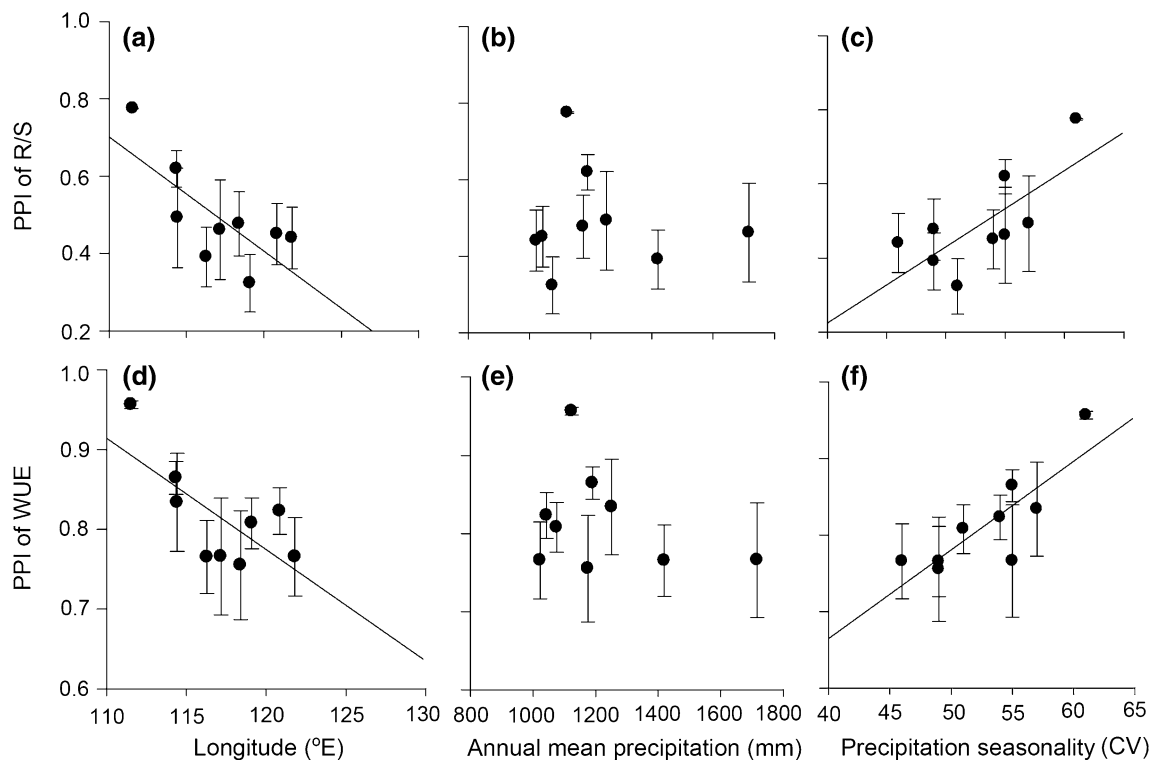 (a) (b) (c)
1.0
0.8
0.6
0.4
0.2
PPI of R/S
(d) (e) (f)
1.0
0.9
0.8
0.7
0.6
PPI of WUE
110 115 120 125 130
800 1000 1200 1400 1600 1800
40 45 50 55 60 65
Longitude (ºE)
Annual mean precipitation (mm)
Precipitation seasonality (CV)